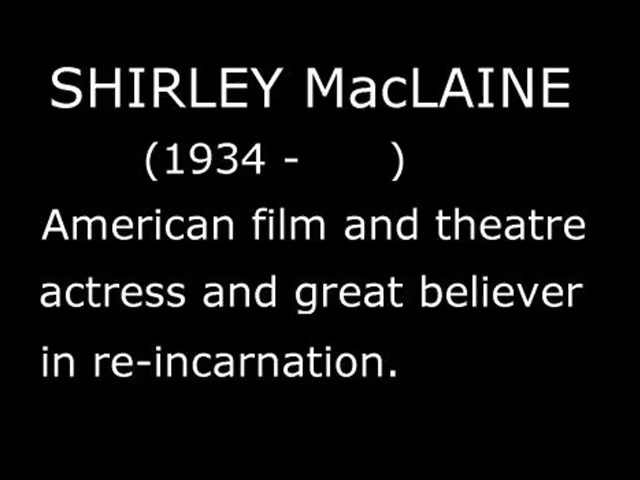 SHIRLEY MacLAINE
(1934 -      )
American film and theatre
actress and great believer
in re-incarnation.